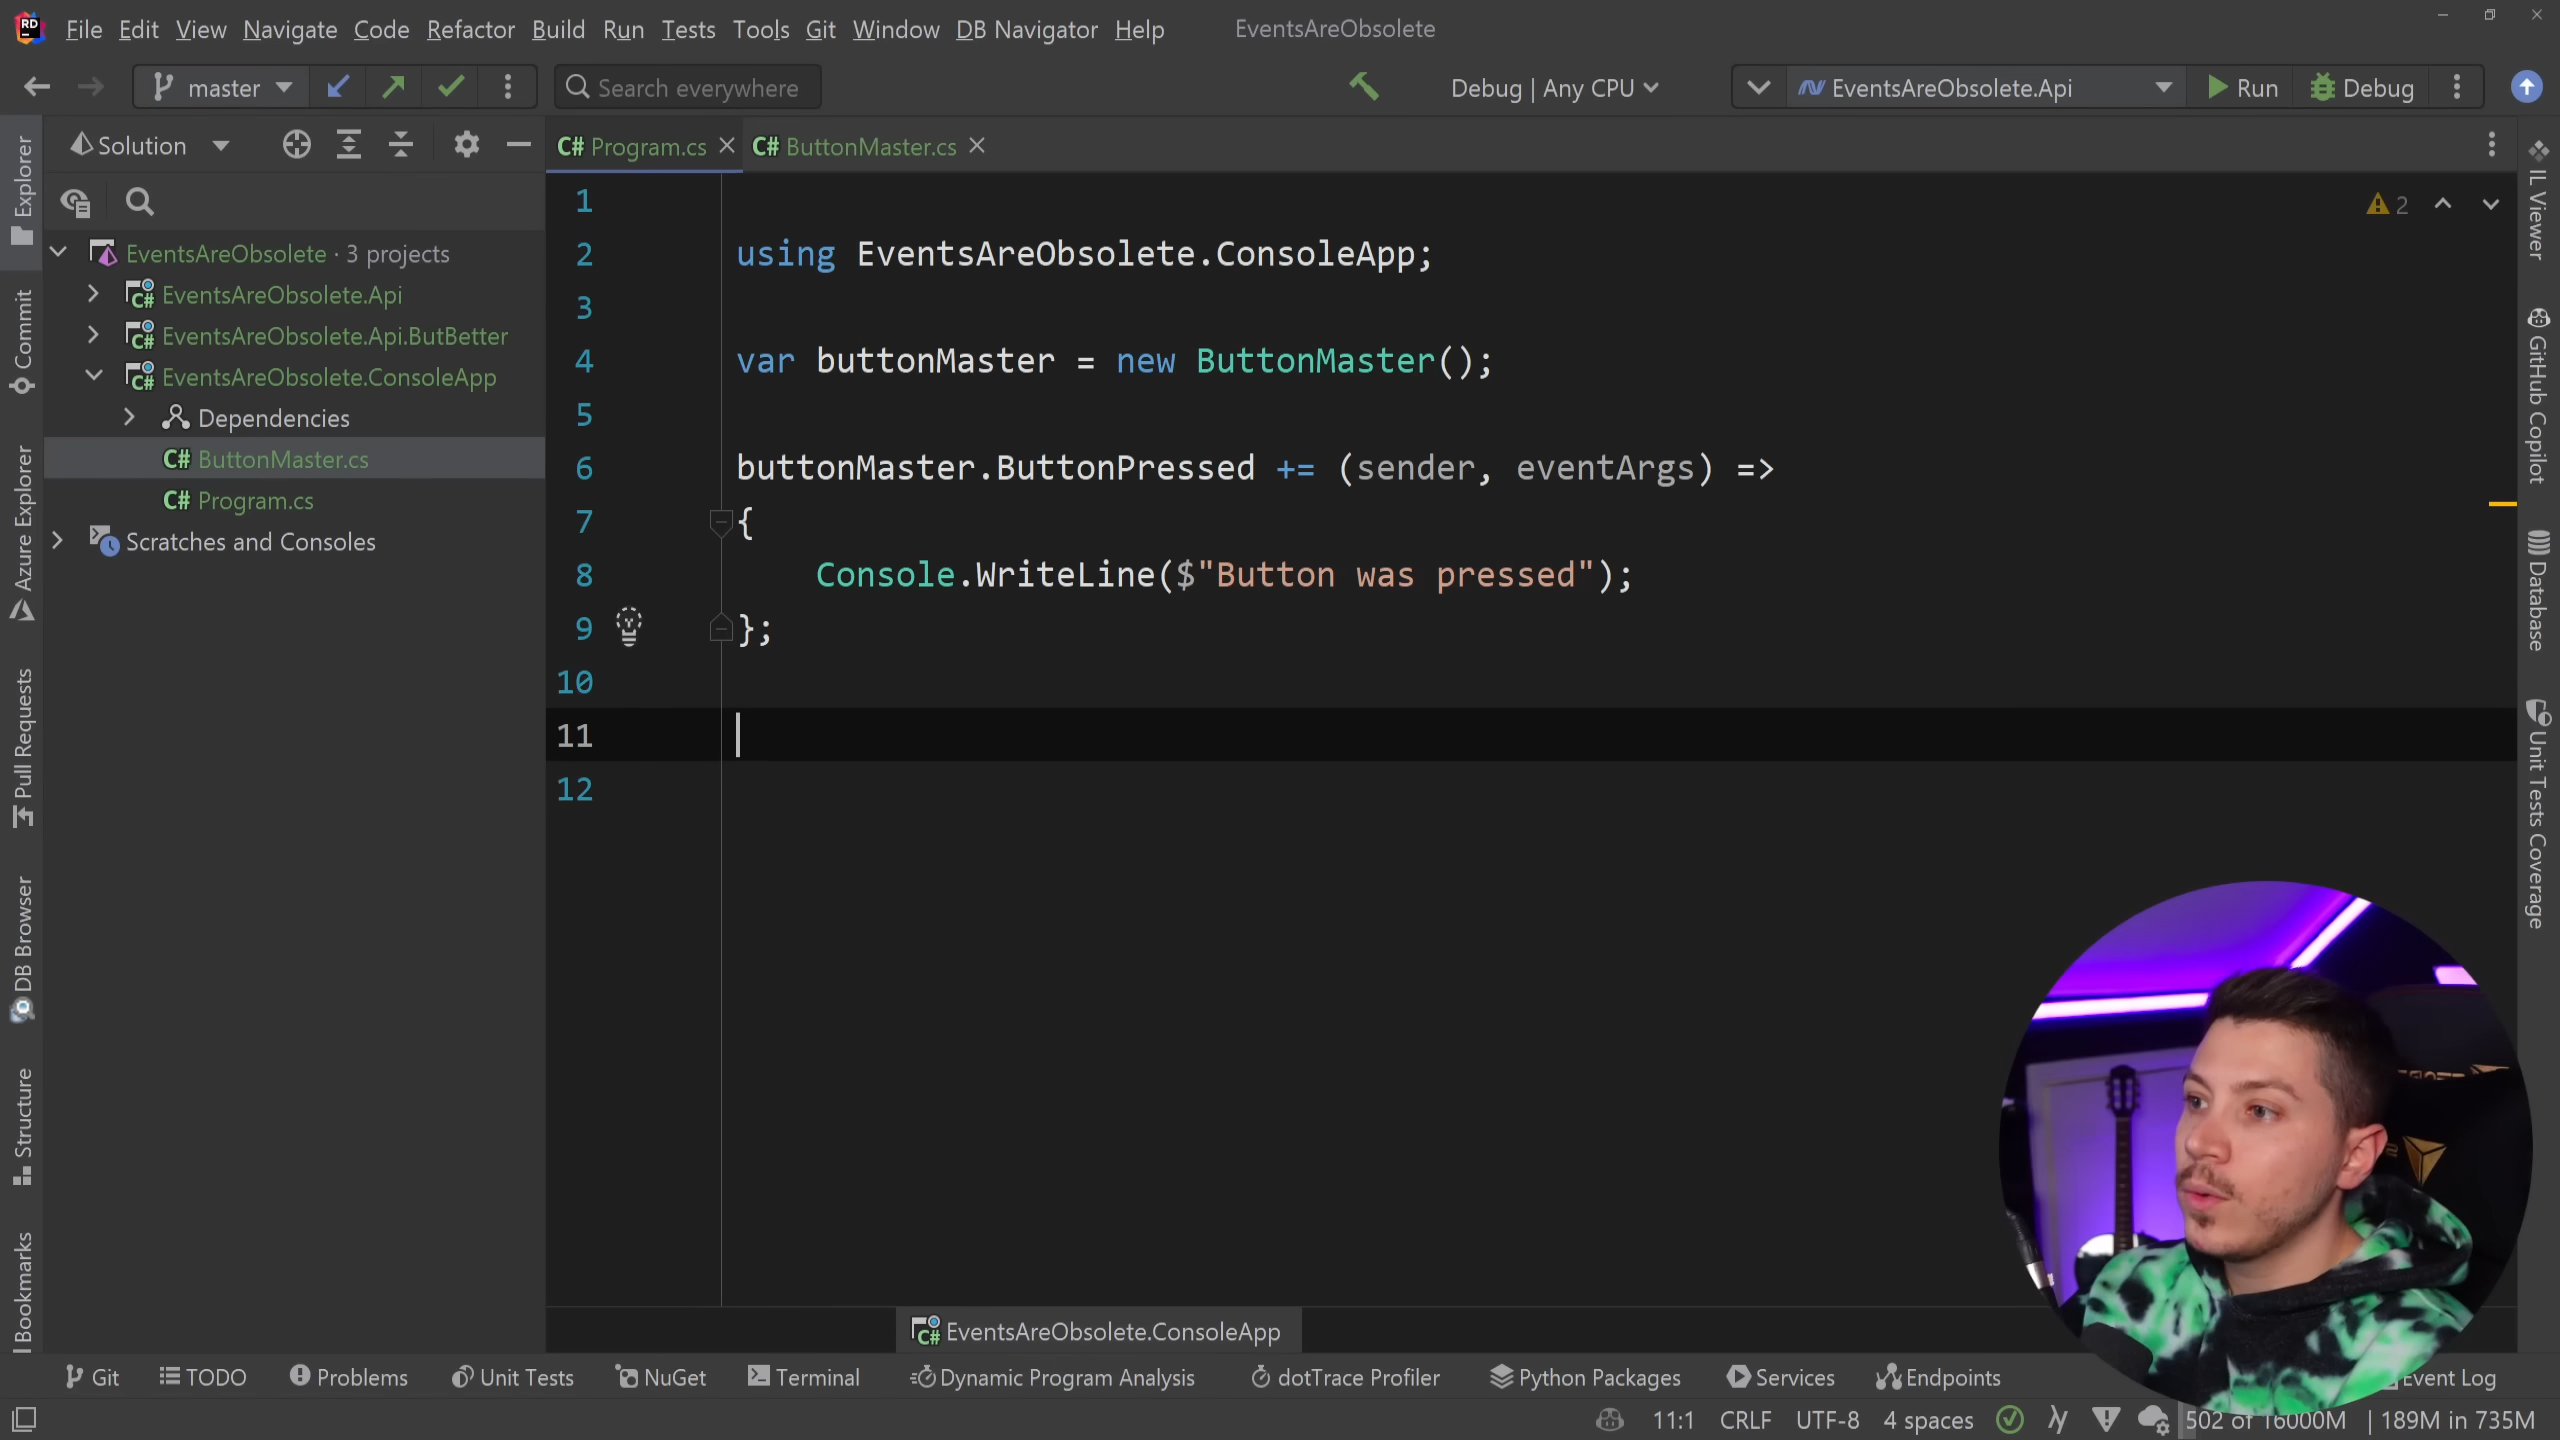 File Edit View Navigate Code Refactor Build Run Tests Tools Git Window DB Navigator Help EventsAreObsolete
master Search everywhere Debug | Any CPU EventsAreObsolete.Api Run Debug
Solution
Program.cs
ButtonMaster.cs
EventsAreObsolete · 3 projects
EventsAreObsolete.Api
EventsAreObsolete.Api.ButBetter
EventsAreObsolete.ConsoleApp
Dependencies
C# ButtonMaster.cs
C# Program.cs
Scratches and Consoles
Explorer
Commit
Azure Explorer
Pull Requests
DB Browser
Structure
Bookmarks
1
2 using EventsAreObsolete.ConsoleApp;
3
4 var buttonMaster = new ButtonMaster();
5
6 buttonMaster.ButtonPressed += (sender, eventArgs) =>
7 {
8 Console.WriteLine($"Button was pressed");
9 };
10
11
12
2
IL Viewer
GitHub Copilot
Database
Unit Tests Coverage
EventsAreObsolete.ConsoleApp
Git TODO Problems Unit Tests NuGet Terminal Dynamic Program Analysis dotTrace Profiler Python Packages Services Endpoints Event Log
11:1 CRLF UTF-8 4 spaces 502 of 16000M | 189M in 735M